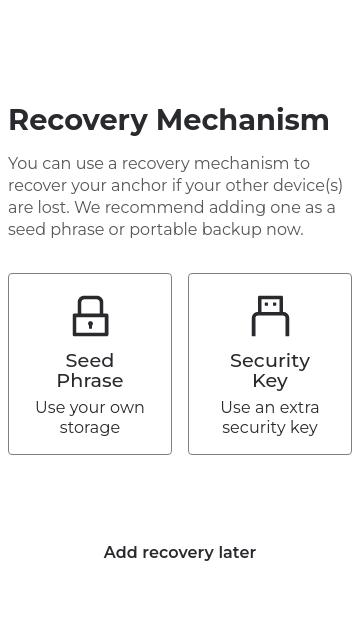 Recovery Mechanism
You can use a recovery mechanism to
recover your anchor if your other device(s)
are lost. We recommend adding one as a
seed phrase or portable backup now.
Seed
Phrase
Use your own
storage
Security
Key
Use an extra
security key
Add recovery later